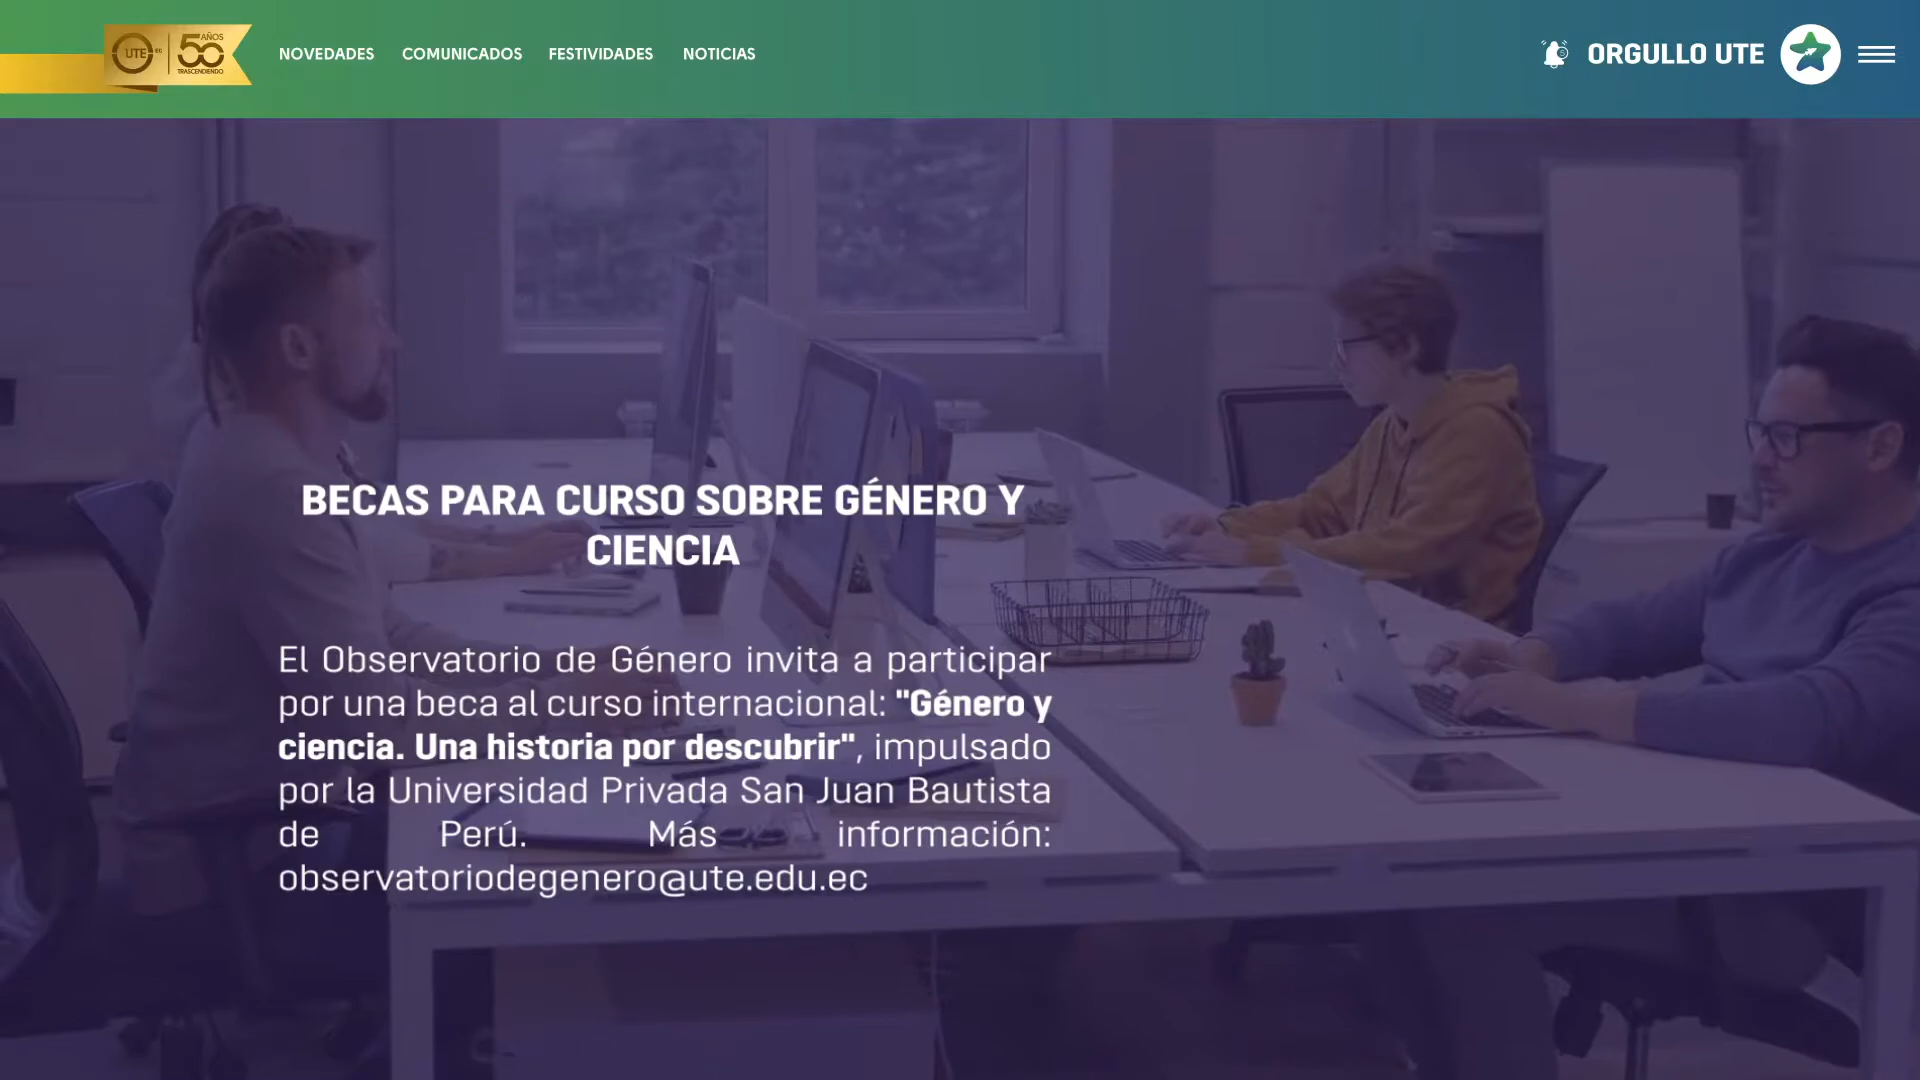 UTE 50 AÑOS
TRASCENDIENDO
NOVEDADES COMUNICADOS FESTIVIDADES NOTICIAS
ORGULLO UTE
BECAS PARA CURSO SOBRE GÉNERO Y
CIENCIA
El Observatorio de Género invita a participar
por una beca al curso internacional: "Género y
ciencia. Una historia por descubrir", impulsado
por la Universidad Privada San Juan Bautista
de Perú. Más información:
observatoriodegenero@ute.edu.ec